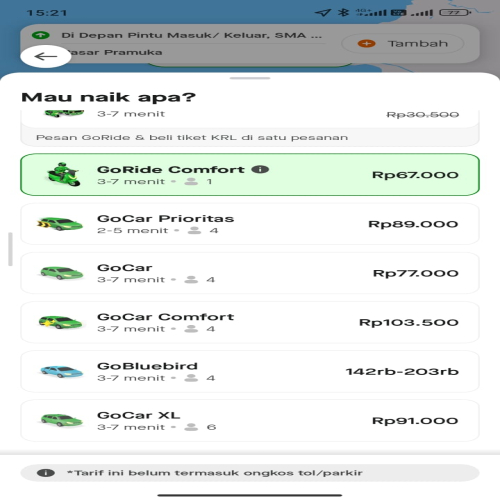 15:21
77
Di Depan Pintu Masuk/ Keluar, SMA ...
Tambah
asar Pramuka
Mau naik apa?
3-7 menit
Rp30.500
Pesan GoRide & beli tiket KRL di satu pesanan
GoRide Comfort
3-7 menit • 1
Rp67.000
GoCar Prioritas
2-5 menit • 4
Rp89.000
GoCar
3-7 menit • 4
Rp77.000
GoCar Comfort
3-7 menit • 4
Rp103.500
GoBluebird
3-7 menit • 4
142rb-203rb
GoCar XL
3-7 menit • 6
Rp91.000
*Tarif ini belum termasuk ongkos tol/parkir